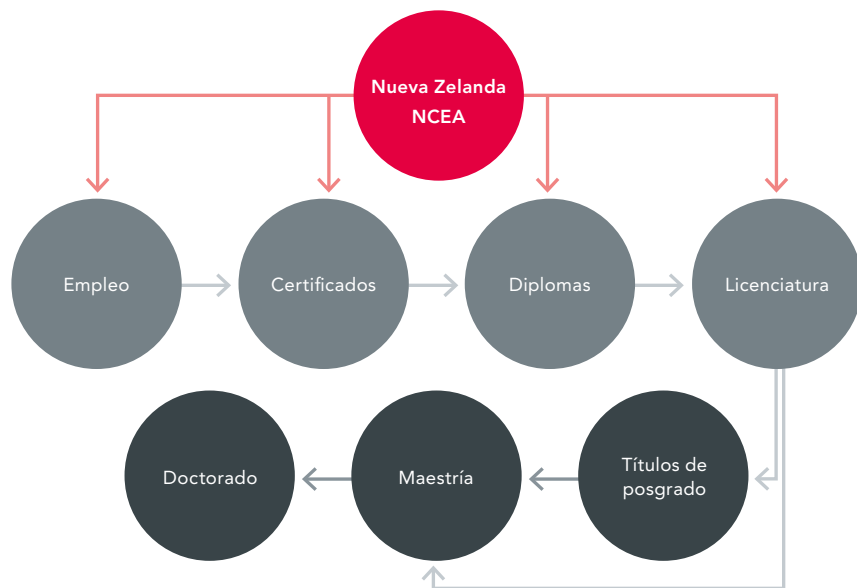 Nueva Zelanda
NCEA
Empleo
Certificados
Diplomas
Licenciatura
Doctorado
Maestría
Títulos de
posgrado